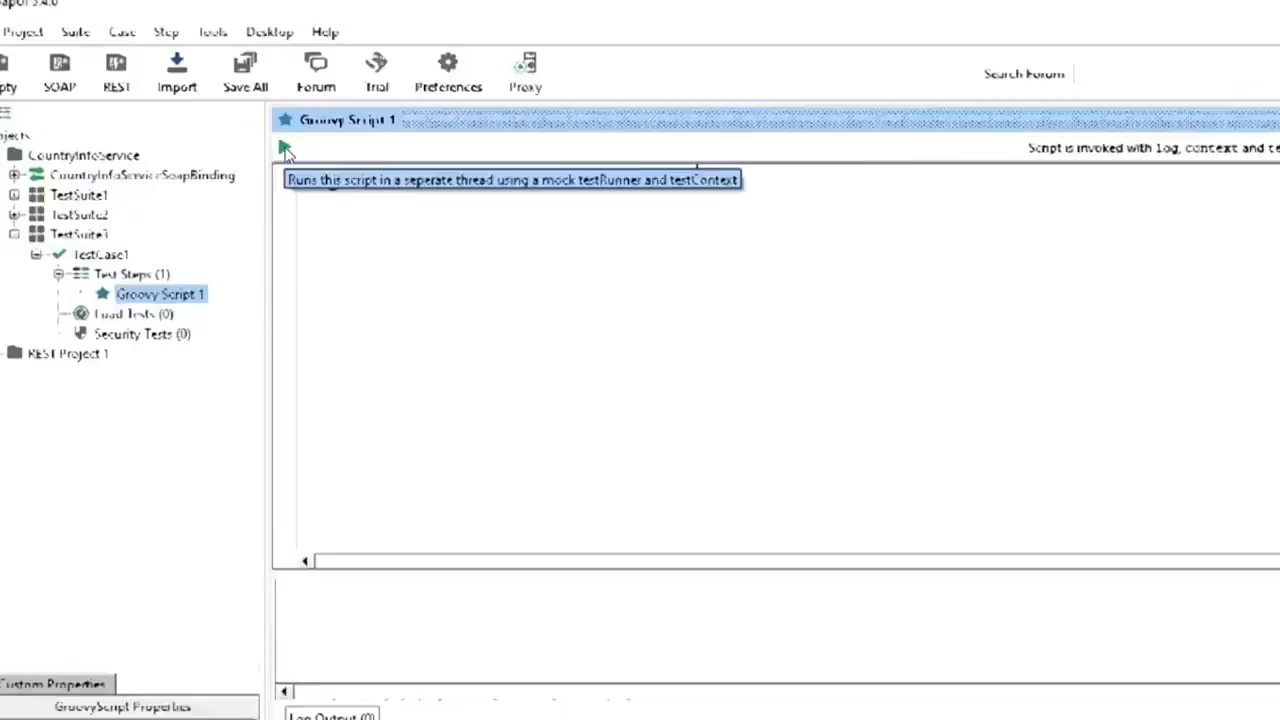 Project Suite Case Step Tools Desktop Help
SOAP REST Import Save All Forum Trial Preferences Proxy
Search Forum
Groovy Script 1
Script is invoked with log, context and te
Runs this script in a seperate thread using a mock testRunner and testContext
CountryInfoService
CountryInfoServiceSoapBinding
TestSuite1
TestSuite2
TestSuite3
TestCase1
Test Steps (1)
Groovy Script 1
Load Tests (0)
Security Tests (0)
REST Project 1
Custom Properties
GroovyScript Properties
Log Output (0)